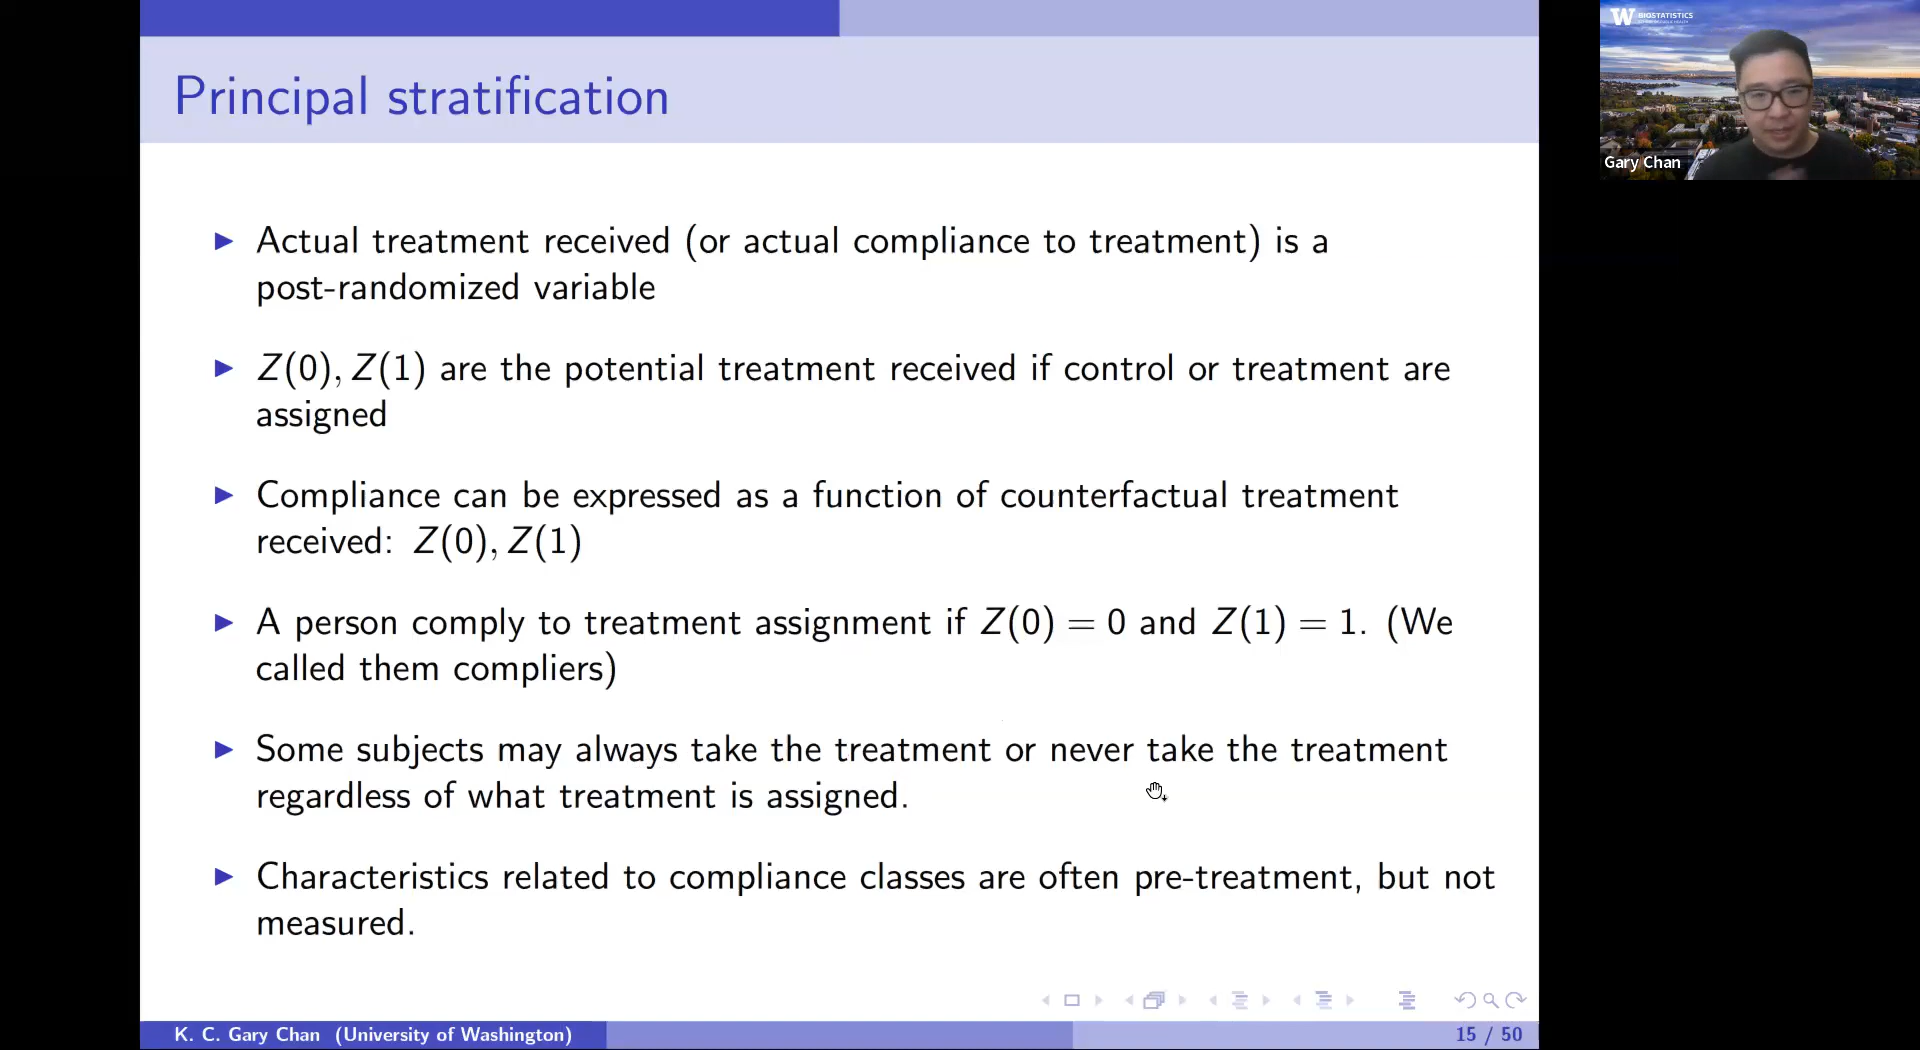 Principal stratification
BIOSTATISTICS
Gary Chan
▶ Actual treatment received (or actual compliance to treatment) is a
post-randomized variable
▶ Z(0), Z(1) are the potential treatment received if control or treatment are
assigned
▶ Compliance can be expressed as a function of counterfactual treatment
received: Z(0), Z(1)
▶ A person comply to treatment assignment if Z(0) = 0 and Z(1) = 1. (We
called them compliers)
▶ Some subjects may always take the treatment or never take the treatment
regardless of what treatment is assigned.
▶ Characteristics related to compliance classes are often pre-treatment, but not
measured.
K. C. Gary Chan (University of Washington)
15 / 50